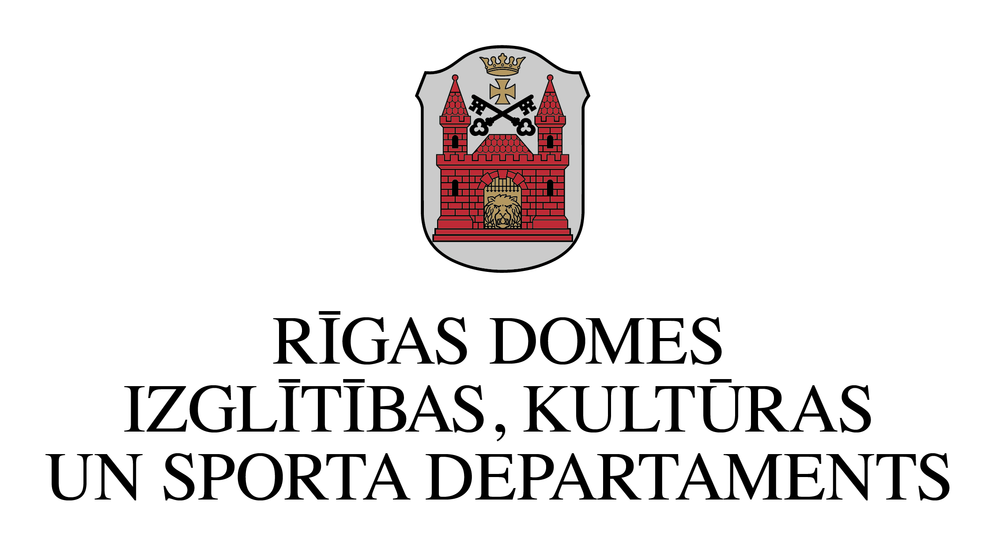 RĪGAS DOMES
IZGLĪTĪBAS, KULTŪRAS
UN SPORTA DEPARTAMENTS